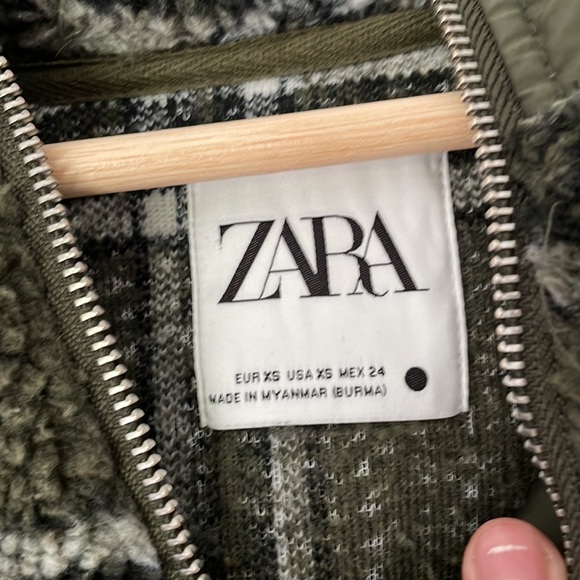 ZARA
EUR XS USA XS MEX 24
MADE IN MYANMAR (BURMA)